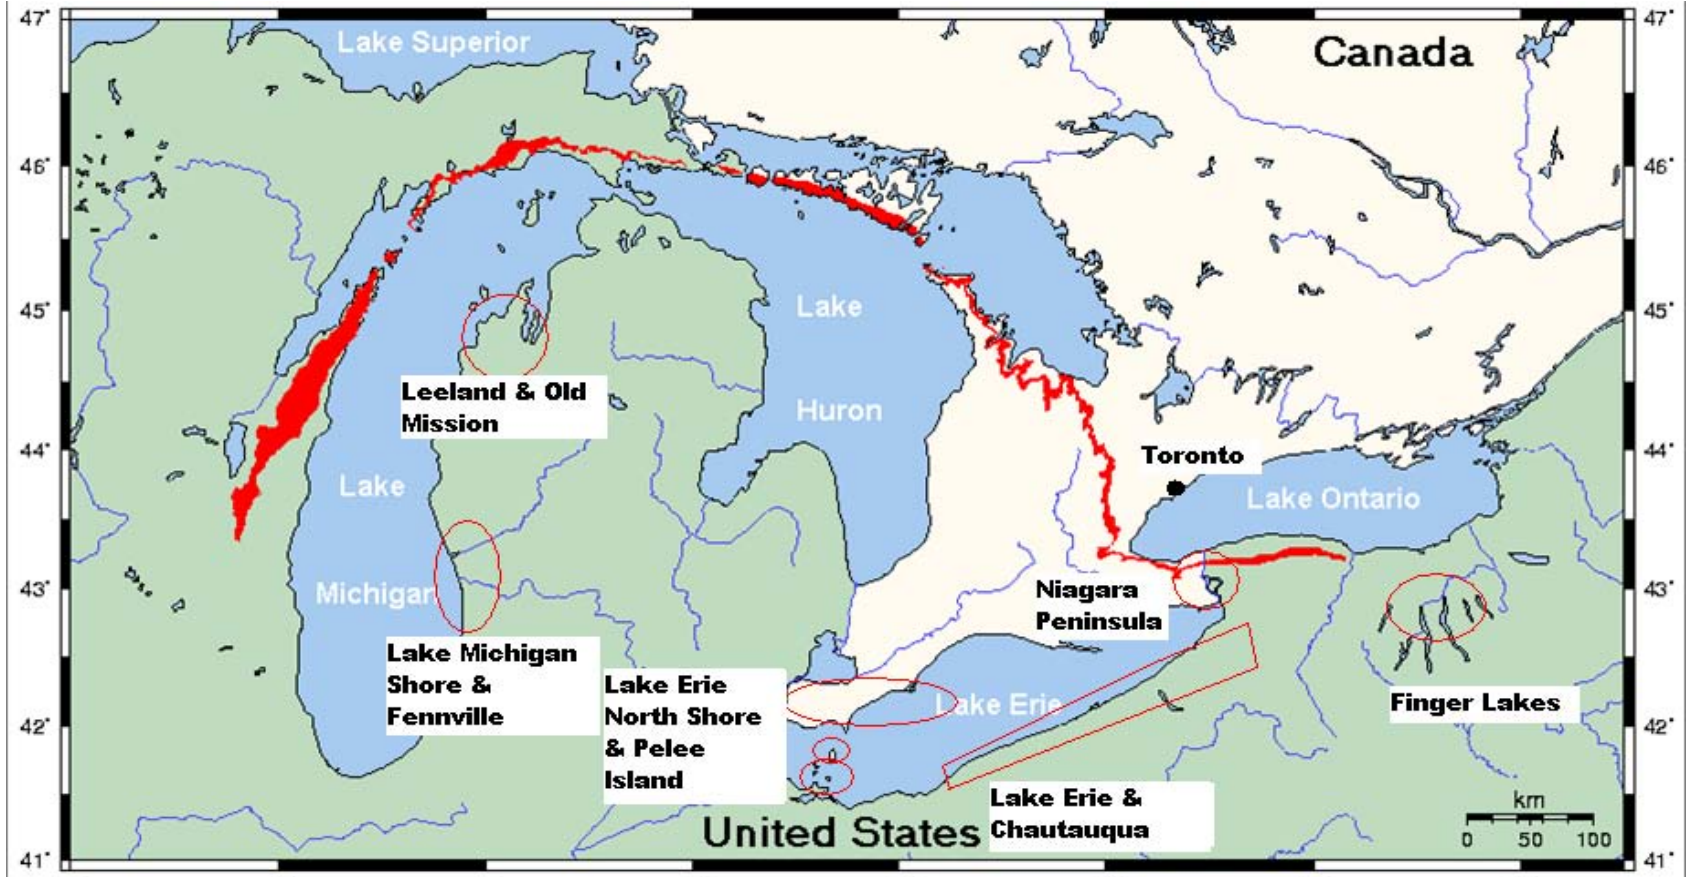 47°
47°
Lake Superior
Canada
46°
46°
45°
45°
Lake
Leeland & Old
Mission
Huron
44°
44°
Toronto
Lake
Lake Ontario
43°
43°
Michigan
Niagara
Peninsula
Lake Michigan
Shore &
Fennville
Lake Erie
North Shore
& Pelee
Island
Lake Erie
Finger Lakes
42°
42°
Lake Erie &
Chautauqua
km
0 50 100
United States
41°
41°